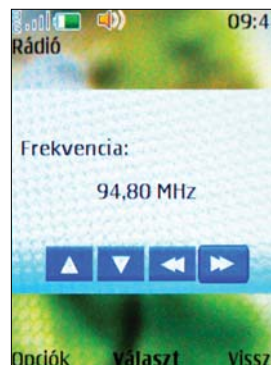 09:4
Rádió
Frekvencia:
94,80 MHz
Opciók Választ Vissz